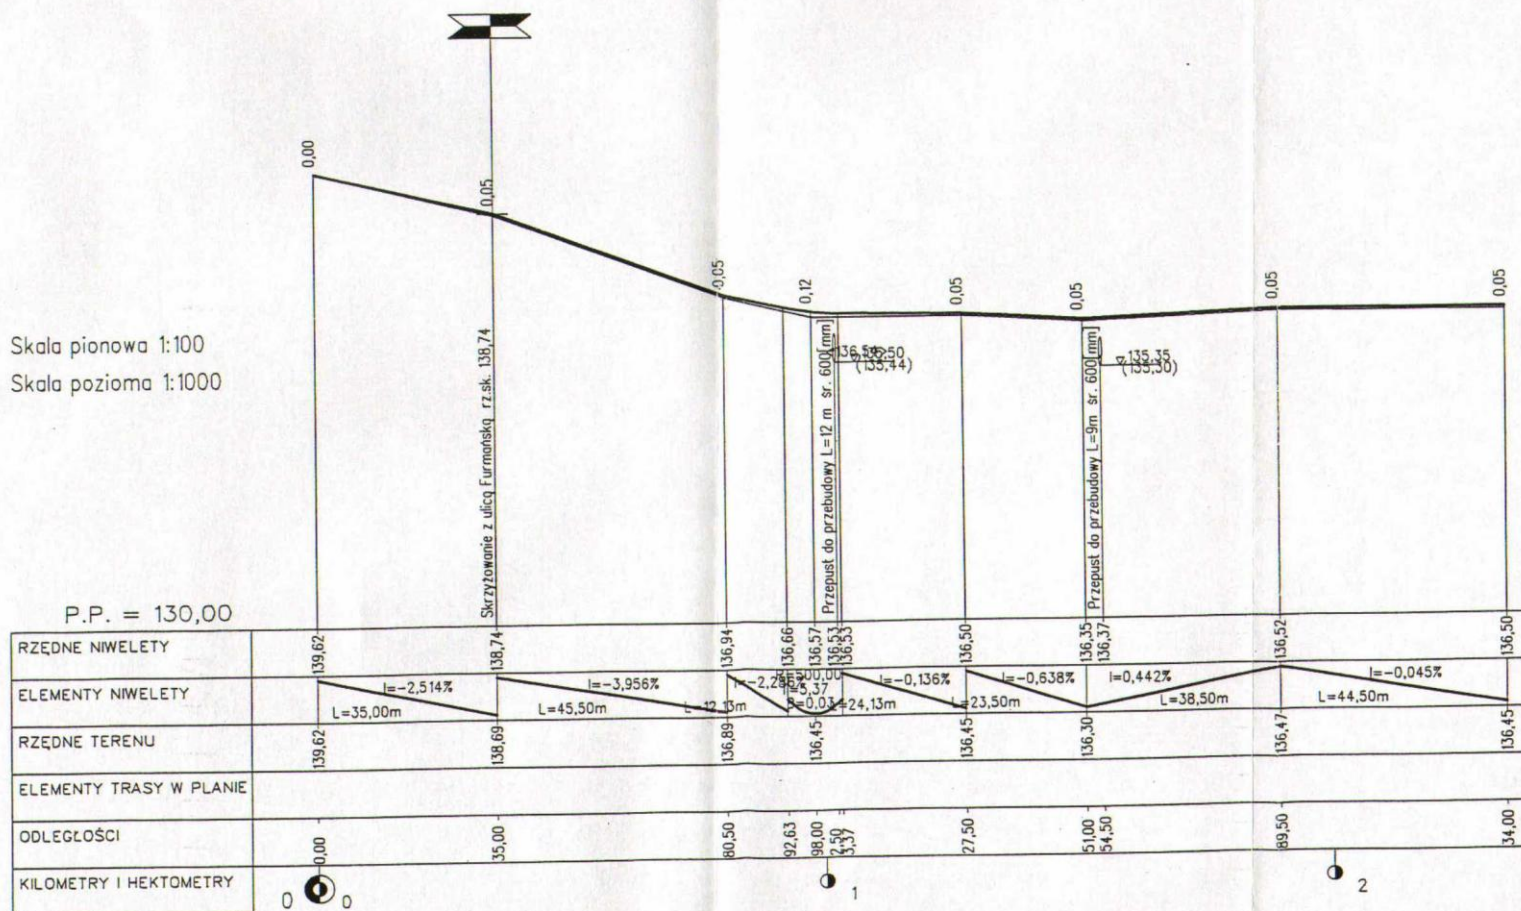 0,00
0,05
0,05
0,12
0,05
0,05
0,05
0,05
Skala pionowa 1:100
Skala pozioma 1:1000
Skrzyżowanie z ulicą Furmańską rz.sk. 138,74
Przepust do przebudowy L=12 m śr. 600[mm]
135,50
(135,44)
Przepust do przebudowy L=9m śr. 600[mm]
135,35
(135,30)
P.P. = 130,00
RZĘDNE NIWELETY
139,62 138,74 136,94 136,66 136,57 136,53 136,53 136,50 136,35 136,37 136,52 136,50
ELEMENTY NIWELETY
i=-2,514% i=-3,956% R=500,00 i=-0,136% i=-0,638% i=0,442% i=-0,045%
L=35,00m L=45,50m L=12,13m L=24,13m L=23,50m L=38,50m L=44,50m
RZĘDNE TERENU
139,62 138,69 136,89 136,45 136,45 136,30 136,47 136,45
ELEMENTY TRASY W PLANIE
ODLEGŁOŚCI
0,00 35,00 80,50 92,63 98,00 2,50 3,37 27,50 51,00 54,50 89,50 34,00
KILOMETRY I HEKTOMETRY
0 0 1 2